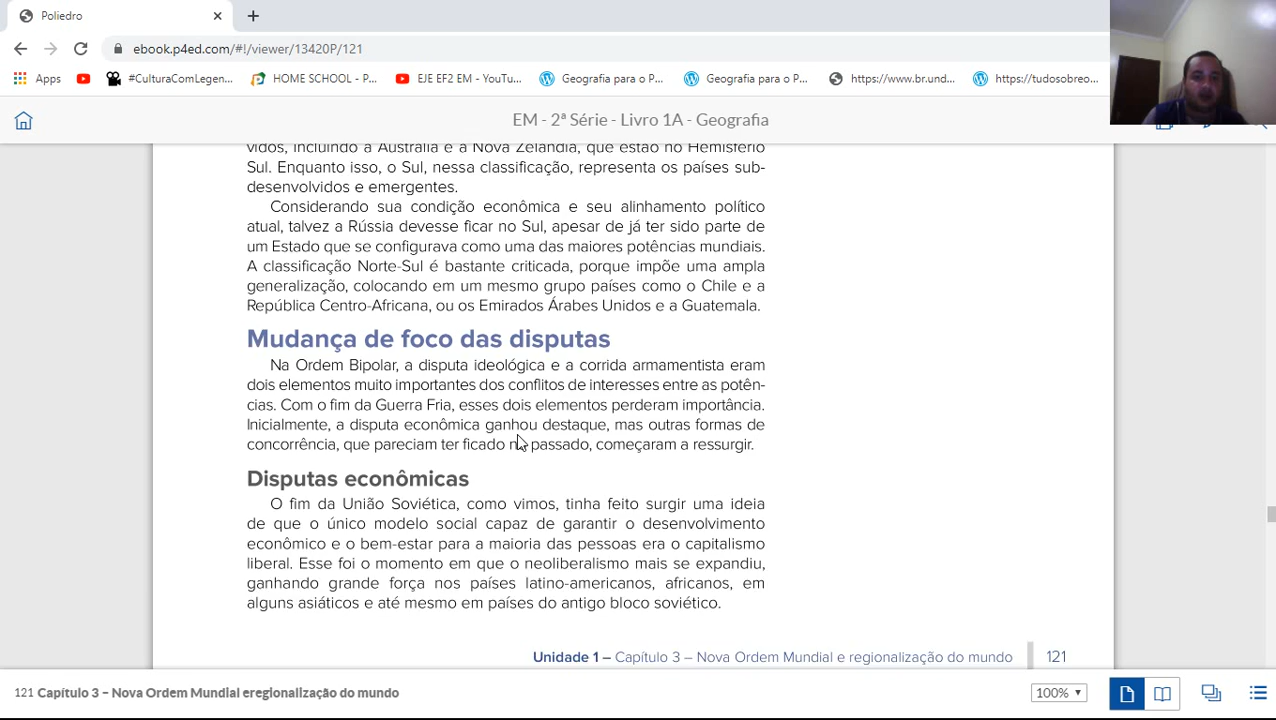 Poliedro
ebook.p4ed.com/#!/viewer/13420P/121
Apps
#CulturaComLegen...
HOME SCHOOL - P...
EJE EF2 EM - YouTu...
Geografia para o P...
Geografia para o P...
https://www.br.und...
https://tudosobreo...
EM - 2ª Série - Livro 1A - Geografia
vidos, incluindo a Austrália e a Nova Zelândia, que estão no Hemisfério
Sul. Enquanto isso, o Sul, nessa classificação, representa os países sub-
desenvolvidos e emergentes.
Considerando sua condição econômica e seu alinhamento político
atual, talvez a Rússia devesse ficar no Sul, apesar de já ter sido parte de
um Estado que se configurava como uma das maiores potências mundiais.
A classificação Norte-Sul é bastante criticada, porque impõe uma ampla
generalização, colocando em um mesmo grupo países como o Chile e a
República Centro-Africana, ou os Emirados Árabes Unidos e a Guatemala.
Mudança de foco das disputas
Na Ordem Bipolar, a disputa ideológica e a corrida armamentista eram
dois elementos muito importantes dos conflitos de interesses entre as potên-
cias. Com o fim da Guerra Fria, esses dois elementos perderam importância.
Inicialmente, a disputa econômica ganhou destaque, mas outras formas de
concorrência, que pareciam ter ficado no passado, começaram a ressurgir.
Disputas econômicas
O fim da União Soviética, como vimos, tinha feito surgir uma ideia
de que o único modelo social capaz de garantir o desenvolvimento
econômico e o bem-estar para a maioria das pessoas era o capitalismo
liberal. Esse foi o momento em que o neoliberalismo mais se expandiu,
ganhando grande força nos países latino-americanos, africanos, em
alguns asiáticos e até mesmo em países do antigo bloco soviético.
Unidade 1 – Capítulo 3 – Nova Ordem Mundial e regionalização do mundo 121
121 Capítulo 3 – Nova Ordem Mundial eregionalização do mundo
100%